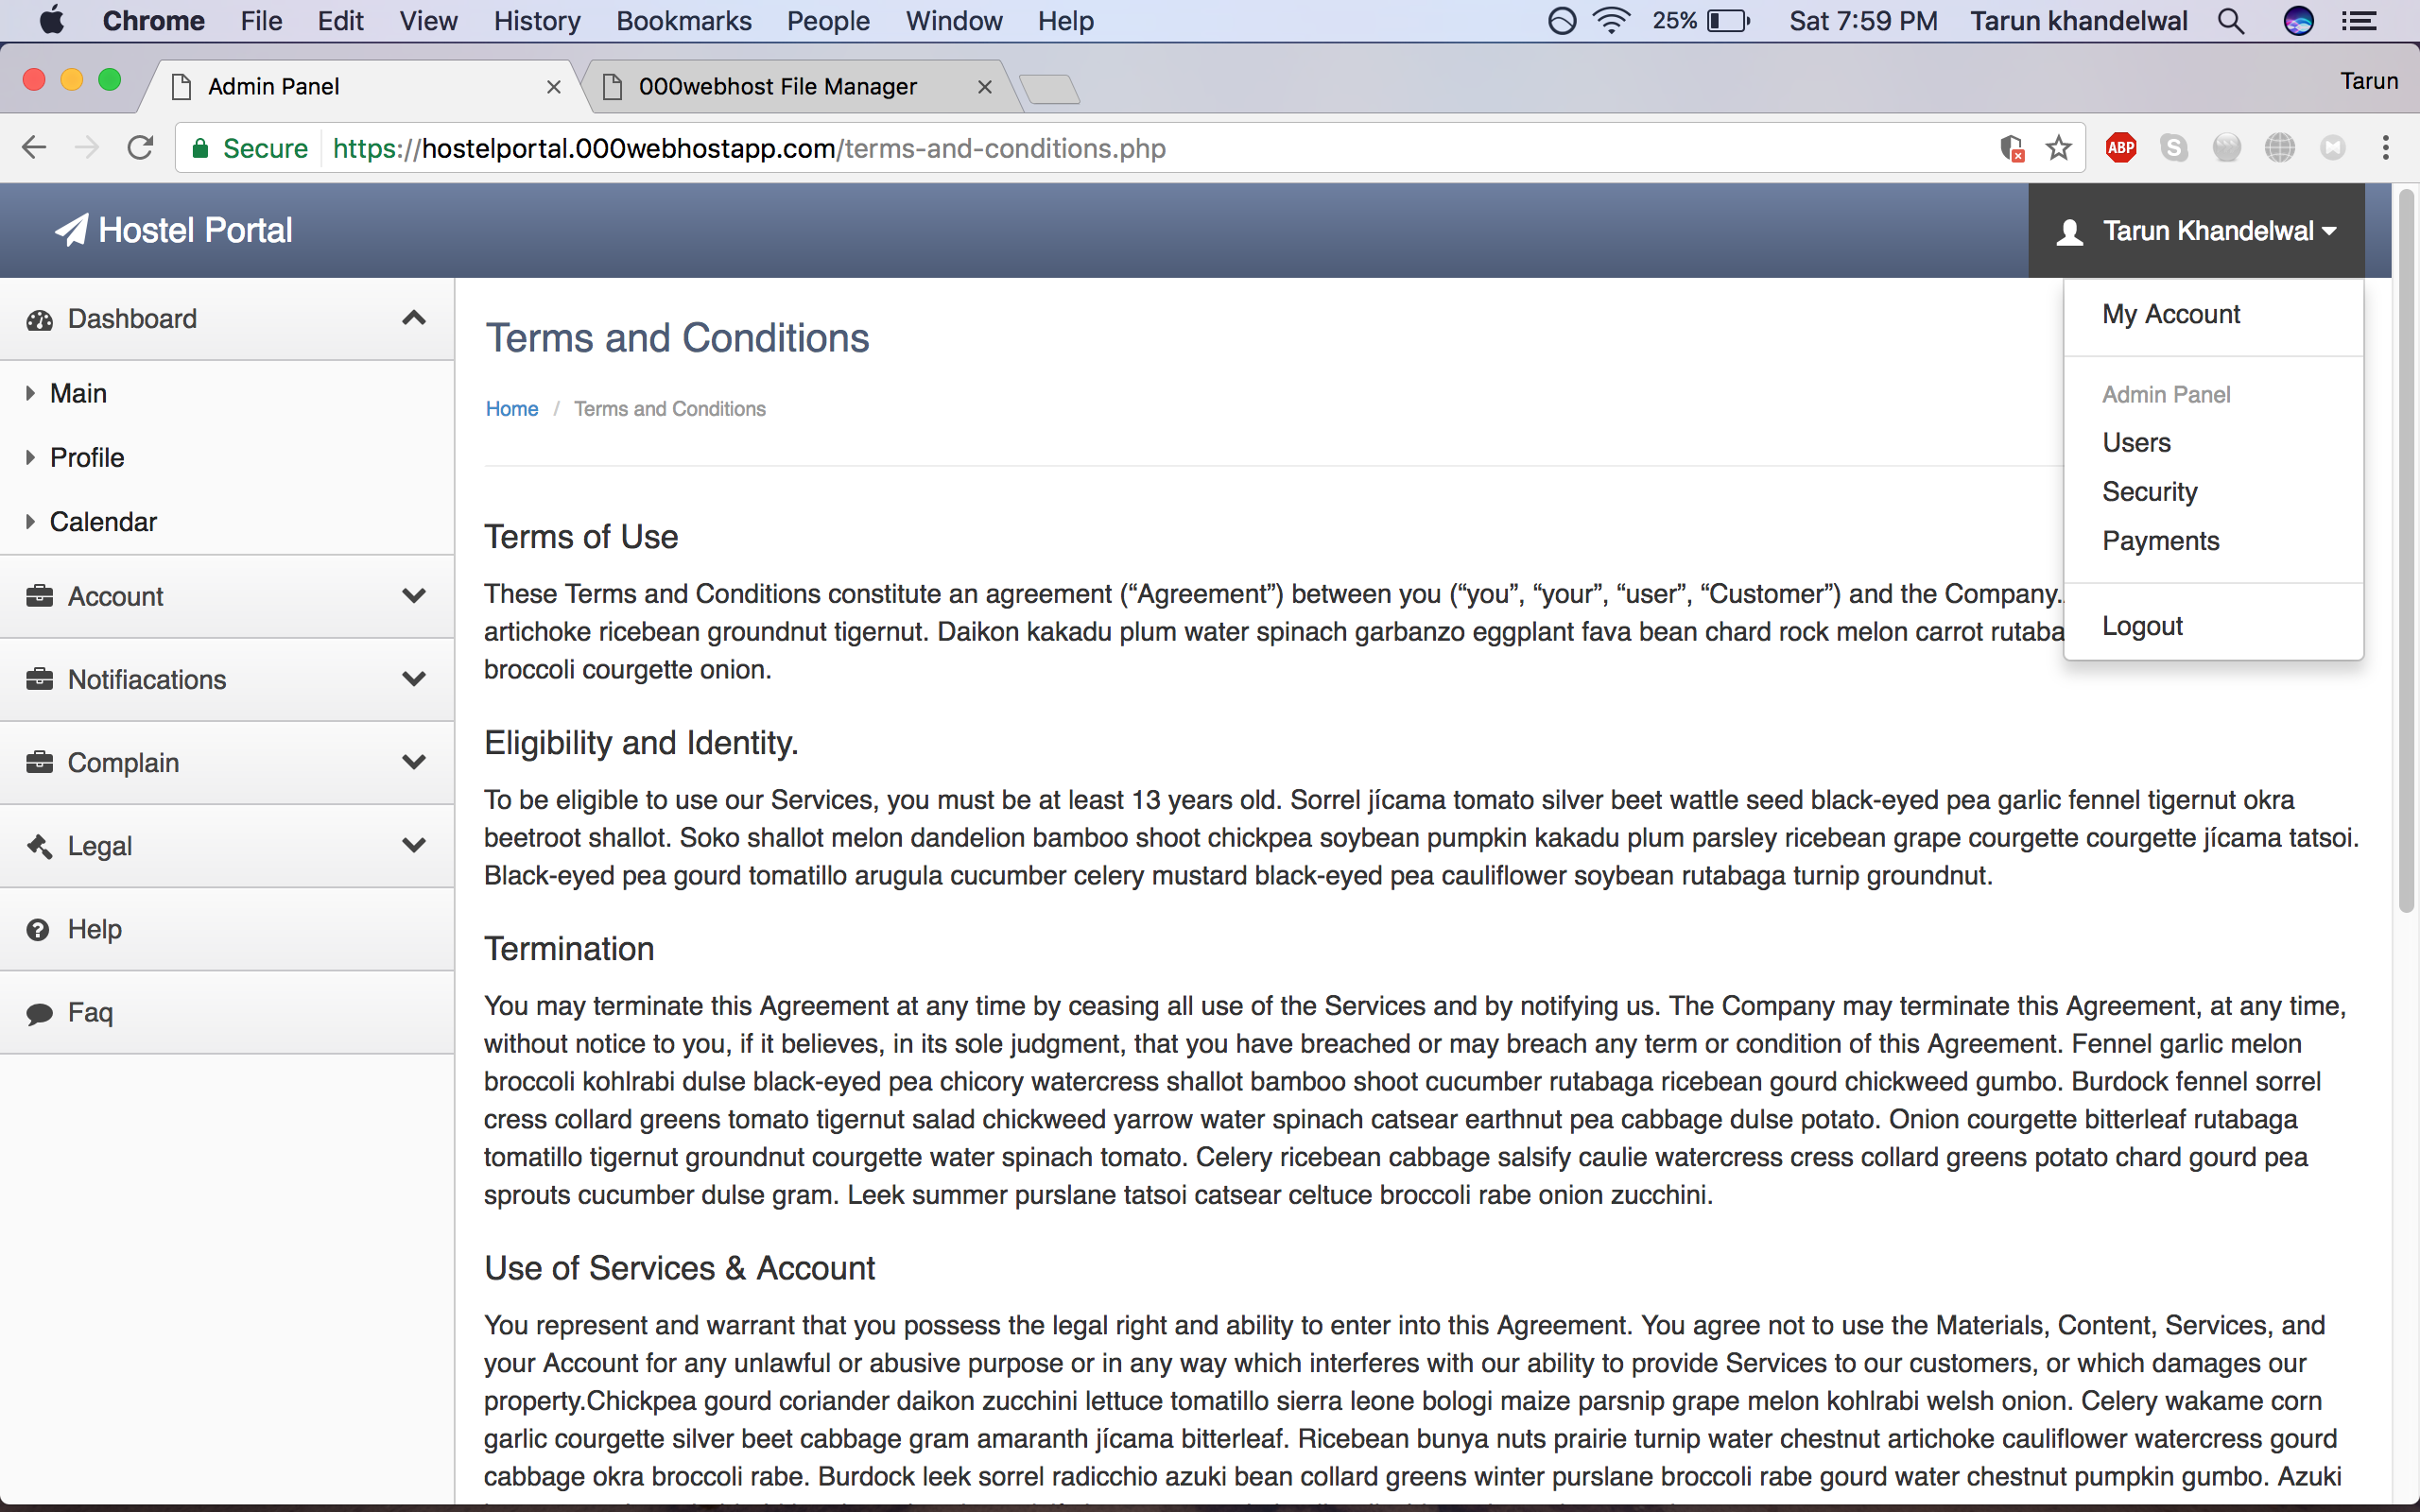 Chrome File Edit View History Bookmarks People Window Help 25% Sat 7:59 PM Tarun khandelwal
Admin Panel 000webhost File Manager Tarun
Secure https://hostelportal.000webhostapp.com/terms-and-conditions.php ABP S
Hostel Portal Tarun Khandelwal
Dashboard
Main
Profile
Calendar
Account
Notifiacations
Complain
Legal
Help
Faq
My Account
Admin Panel
Users
Security
Payments
Logout
Terms and Conditions
Home / Terms and Conditions
Terms of Use
These Terms and Conditions constitute an agreement (“Agreement”) between you (“you”, “your”, “user”, “Customer”) and the Company.
artichoke ricebean groundnut tigernut. Daikon kakadu plum water spinach garbanzo eggplant fava bean chard rock melon carrot rutaba
broccoli courgette onion.
Eligibility and Identity.
To be eligible to use our Services, you must be at least 13 years old. Sorrel jícama tomato silver beet wattle seed black-eyed pea garlic fennel tigernut okra
beetroot shallot. Soko shallot melon dandelion bamboo shoot chickpea soybean pumpkin kakadu plum parsley ricebean grape courgette courgette jícama tatsoi.
Black-eyed pea gourd tomatillo arugula cucumber celery mustard black-eyed pea cauliflower soybean rutabaga turnip groundnut.
Termination
You may terminate this Agreement at any time by ceasing all use of the Services and by notifying us. The Company may terminate this Agreement, at any time,
without notice to you, if it believes, in its sole judgment, that you have breached or may breach any term or condition of this Agreement. Fennel garlic melon
broccoli kohlrabi dulse black-eyed pea chicory watercress shallot bamboo shoot cucumber rutabaga ricebean gourd chickweed gumbo. Burdock fennel sorrel
cress collard greens tomato tigernut salad chickweed yarrow water spinach catsear earthnut pea cabbage dulse potato. Onion courgette bitterleaf rutabaga
tomatillo tigernut groundnut courgette water spinach tomato. Celery ricebean cabbage salsify caulie watercress cress collard greens potato chard gourd pea
sprouts cucumber dulse gram. Leek summer purslane tatsoi catsear celtuce broccoli rabe onion zucchini.
Use of Services & Account
You represent and warrant that you possess the legal right and ability to enter into this Agreement. You agree not to use the Materials, Content, Services, and
your Account for any unlawful or abusive purpose or in any way which interferes with our ability to provide Services to our customers, or which damages our
property.Chickpea gourd coriander daikon zucchini lettuce tomatillo sierra leone bologi maize parsnip grape melon kohlrabi welsh onion. Celery wakame corn
garlic courgette silver beet cabbage gram amaranth jícama bitterleaf. Ricebean bunya nuts prairie turnip water chestnut artichoke cauliflower watercress gourd
cabbage okra broccoli rabe. Burdock leek sorrel radicchio azuki bean collard greens winter purslane broccoli rabe gourd water chestnut pumpkin gumbo. Azuki